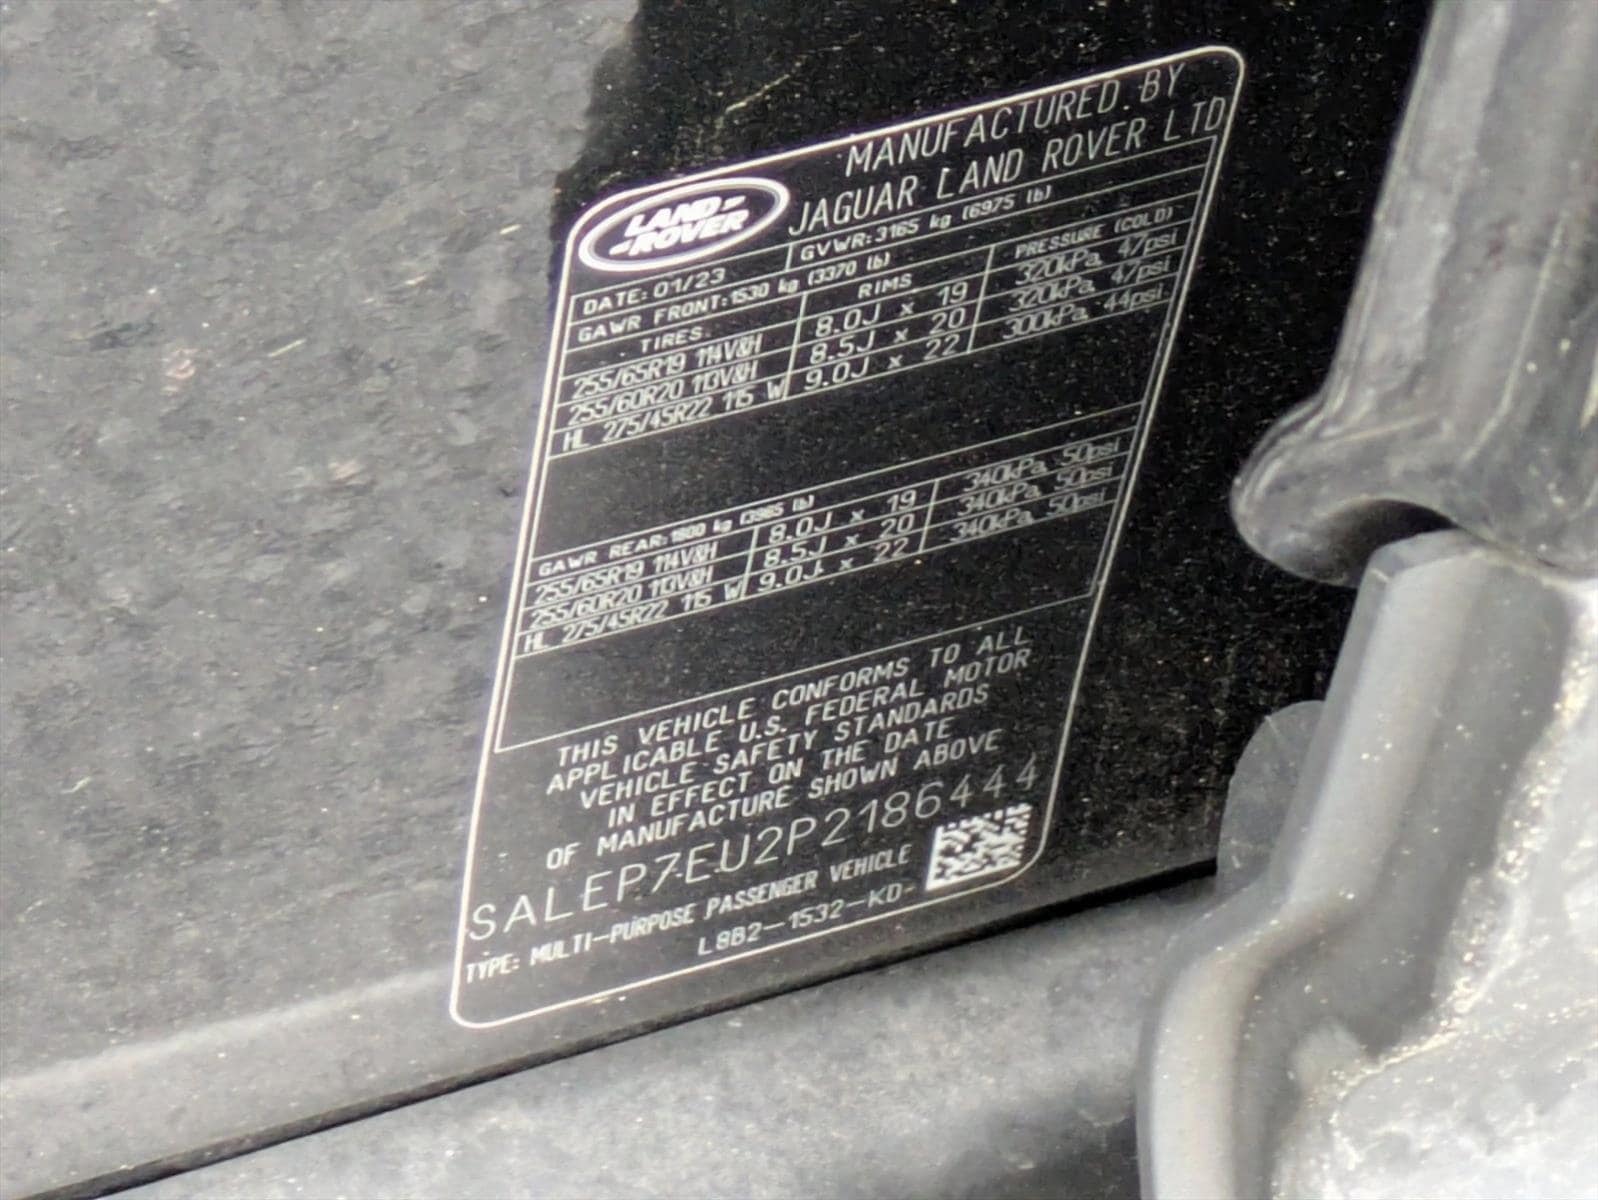 LAND-
-ROVER
MANUFACTURED BY
JAGUAR LAND ROVER LTD
DATE: 01/23
GVWR:3165 kg (6975 lb)
GAWR FRONT:1530 kg (3370 lb)
TIRES RIMS PRESSURE (COLD)
255/65R19 114V&H 8.0J x 19 320kPa, 47psi
255/60R20 113V&H 8.5J x 20 320kPa, 47psi
HL 275/45R22 115 W 9.0J x 22 300kPa, 44psi
GAWR REAR:1800 kg (3965 lb)
255/65R19 114V&H 8.0J x 19 340kPa, 50psi
255/60R20 113V&H 8.5J x 20 340kPa, 50psi
HL 275/45R22 115 W 9.0J x 22 340kPa, 50psi
THIS VEHICLE CONFORMS TO ALL
APPLICABLE U.S. FEDERAL MOTOR
VEHICLE SAFETY STANDARDS
IN EFFECT ON THE DATE
OF MANUFACTURE SHOWN ABOVE
SALEP7EU2P2186444
TYPE: MULTI-PURPOSE PASSENGER VEHICLE
L8B2-1532-KD-